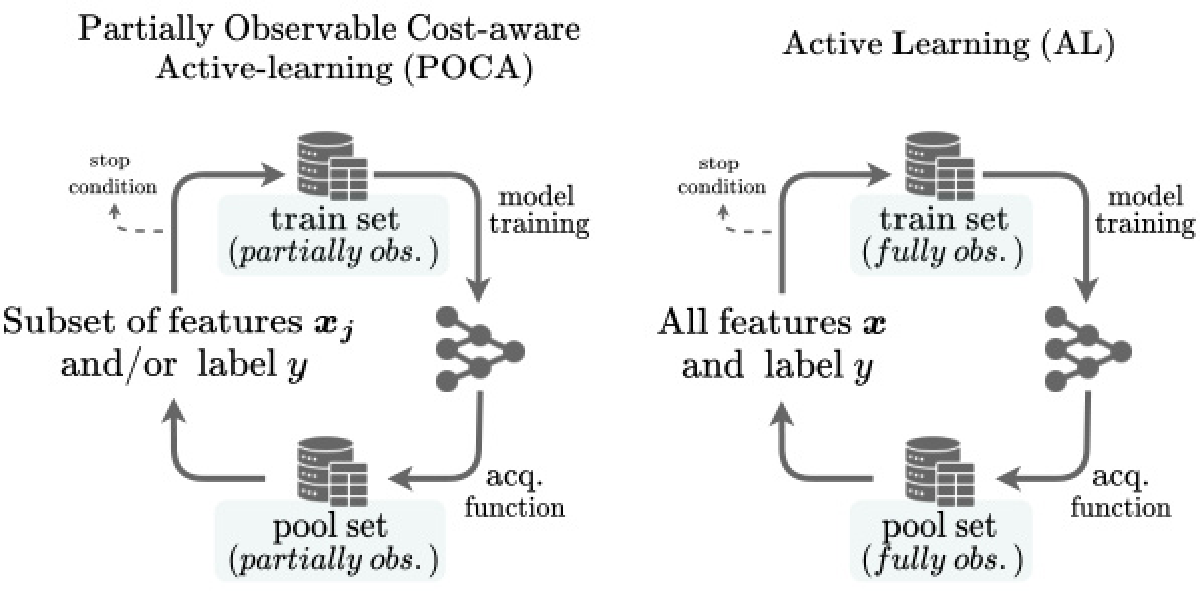 Partially Observable Cost-aware
Active-learning (POCA)
stop
condition
train set
(partially obs.)
model
training
Subset of features x_j
and/or label y
acq.
function
pool set
(partially obs.)
Active Learning (AL)
stop
condition
train set
(fully obs.)
model
training
All features x
and label y
acq.
function
pool set
(fully obs.)